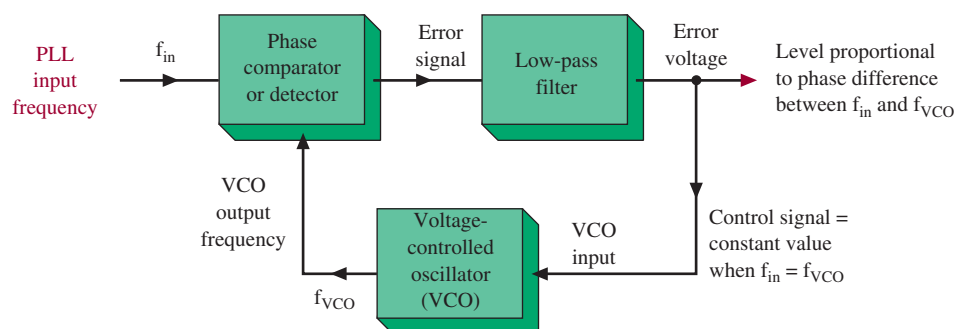 PLL
input
frequency
f_in
Phase
comparator
or detector
Error
signal
Low-pass
filter
Error
voltage
Level proportional
to phase difference
between f_in and f_VCO
VCO
output
frequency
Voltage-
controlled
oscillator
(VCO)
f_VCO
VCO
input
Control signal =
constant value
when f_in = f_VCO